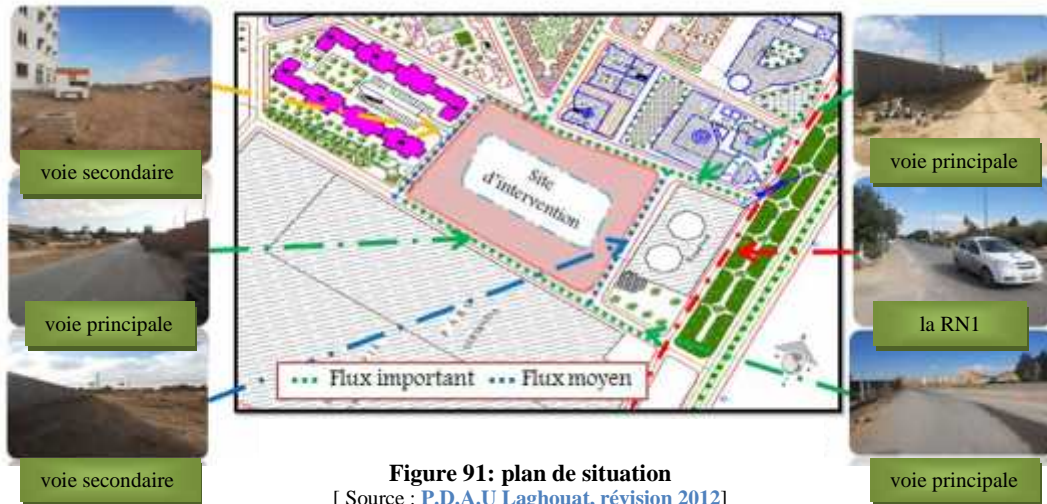 voie secondaire
voie principale
voie secondaire
Site
d'intervention
Flux important
Flux moyen
voie principale
la RN1
voie principale
Figure 91: plan de situation
[ Source : P.D.A.U Laghouat, révision 2012]